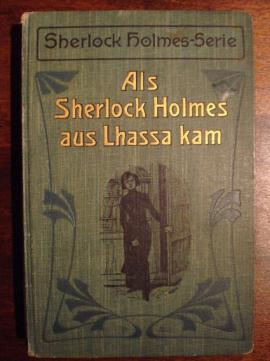 Sherlock Holmes-Serie
Als
Sherlock Holmes
aus Lhassa kam